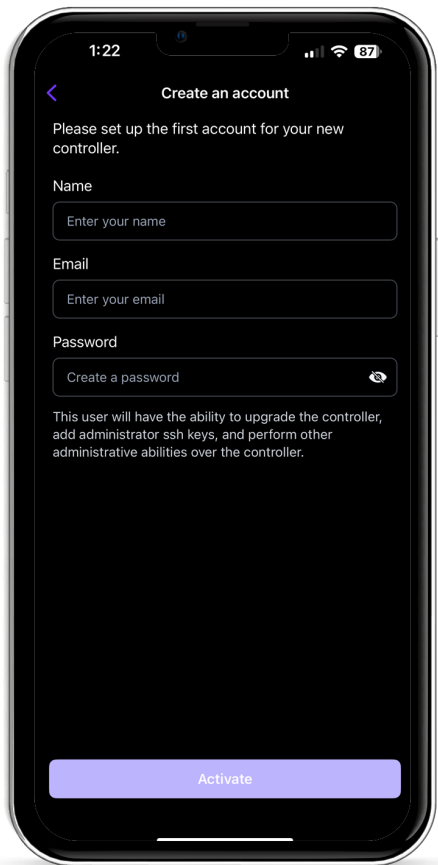 1:22
87
Create an account
Please set up the first account for your new
controller.
Name
Enter your name
Email
Enter your email
Password
Create a password
This user will have the ability to upgrade the controller,
add administrator ssh keys, and perform other
administrative abilities over the controller.
Activate